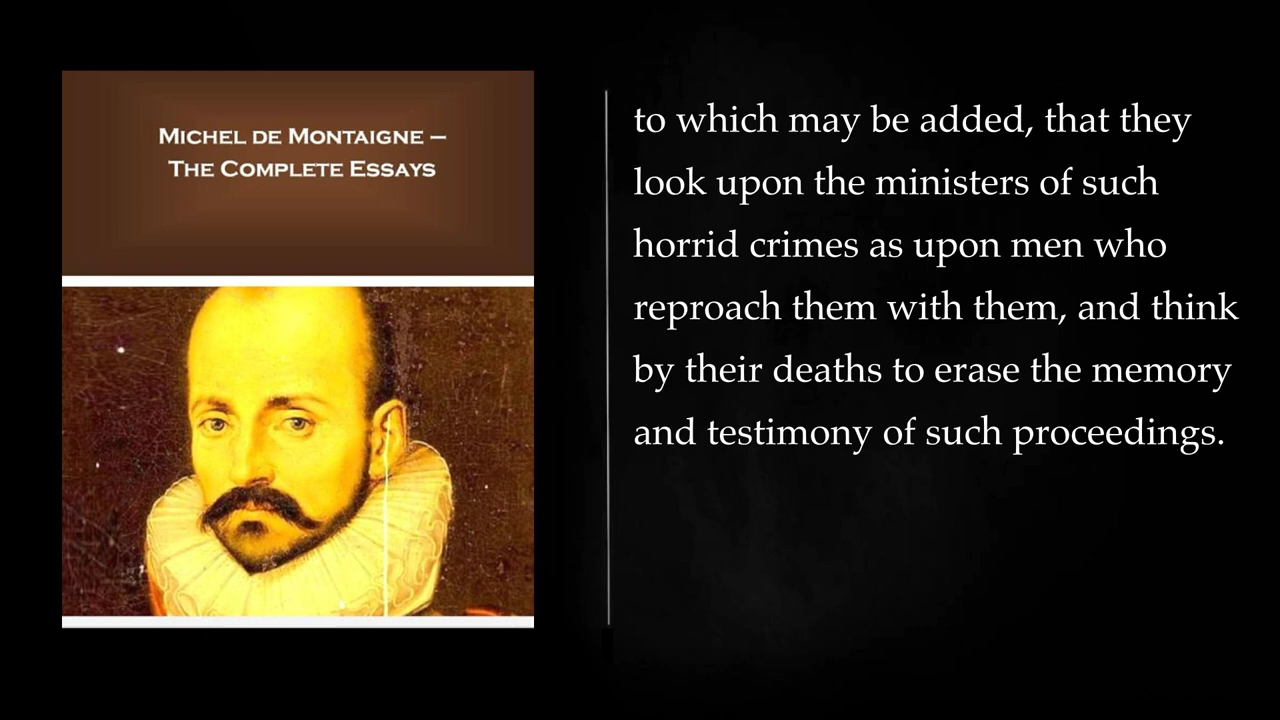 MICHEL DE MONTAIGNE –
THE COMPLETE ESSAYS
to which may be added, that they
look upon the ministers of such
horrid crimes as upon men who
reproach them with them, and think
by their deaths to erase the memory
and testimony of such proceedings.